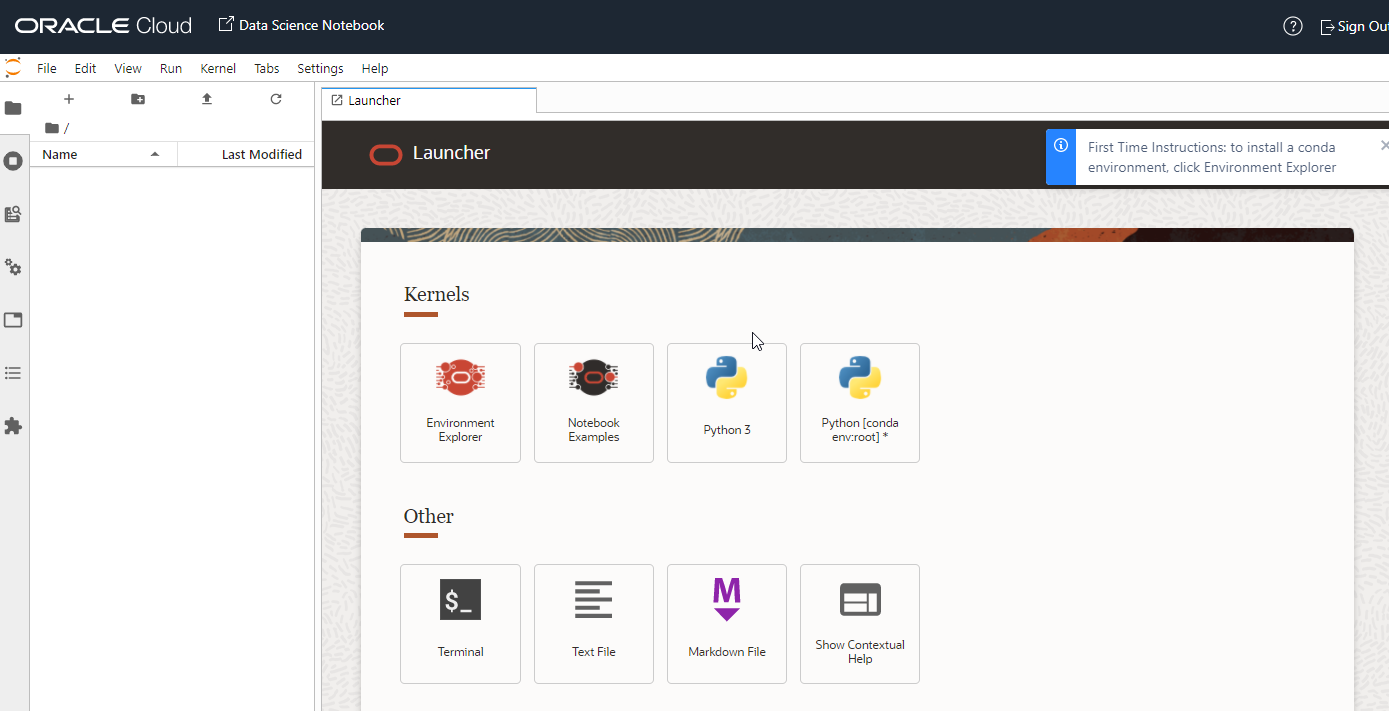 ORACLE Cloud Data Science Notebook Sign Out
File Edit View Run Kernel Tabs Settings Help
Launcher
/
Name Last Modified
Launcher
First Time Instructions: to install a conda
environment, click Environment Explorer
Kernels
Environment
Explorer
Notebook
Examples
Python 3
Python [conda
env:root] *
Other
$_
Terminal
Text File
M
Markdown File
Show Contextual
Help